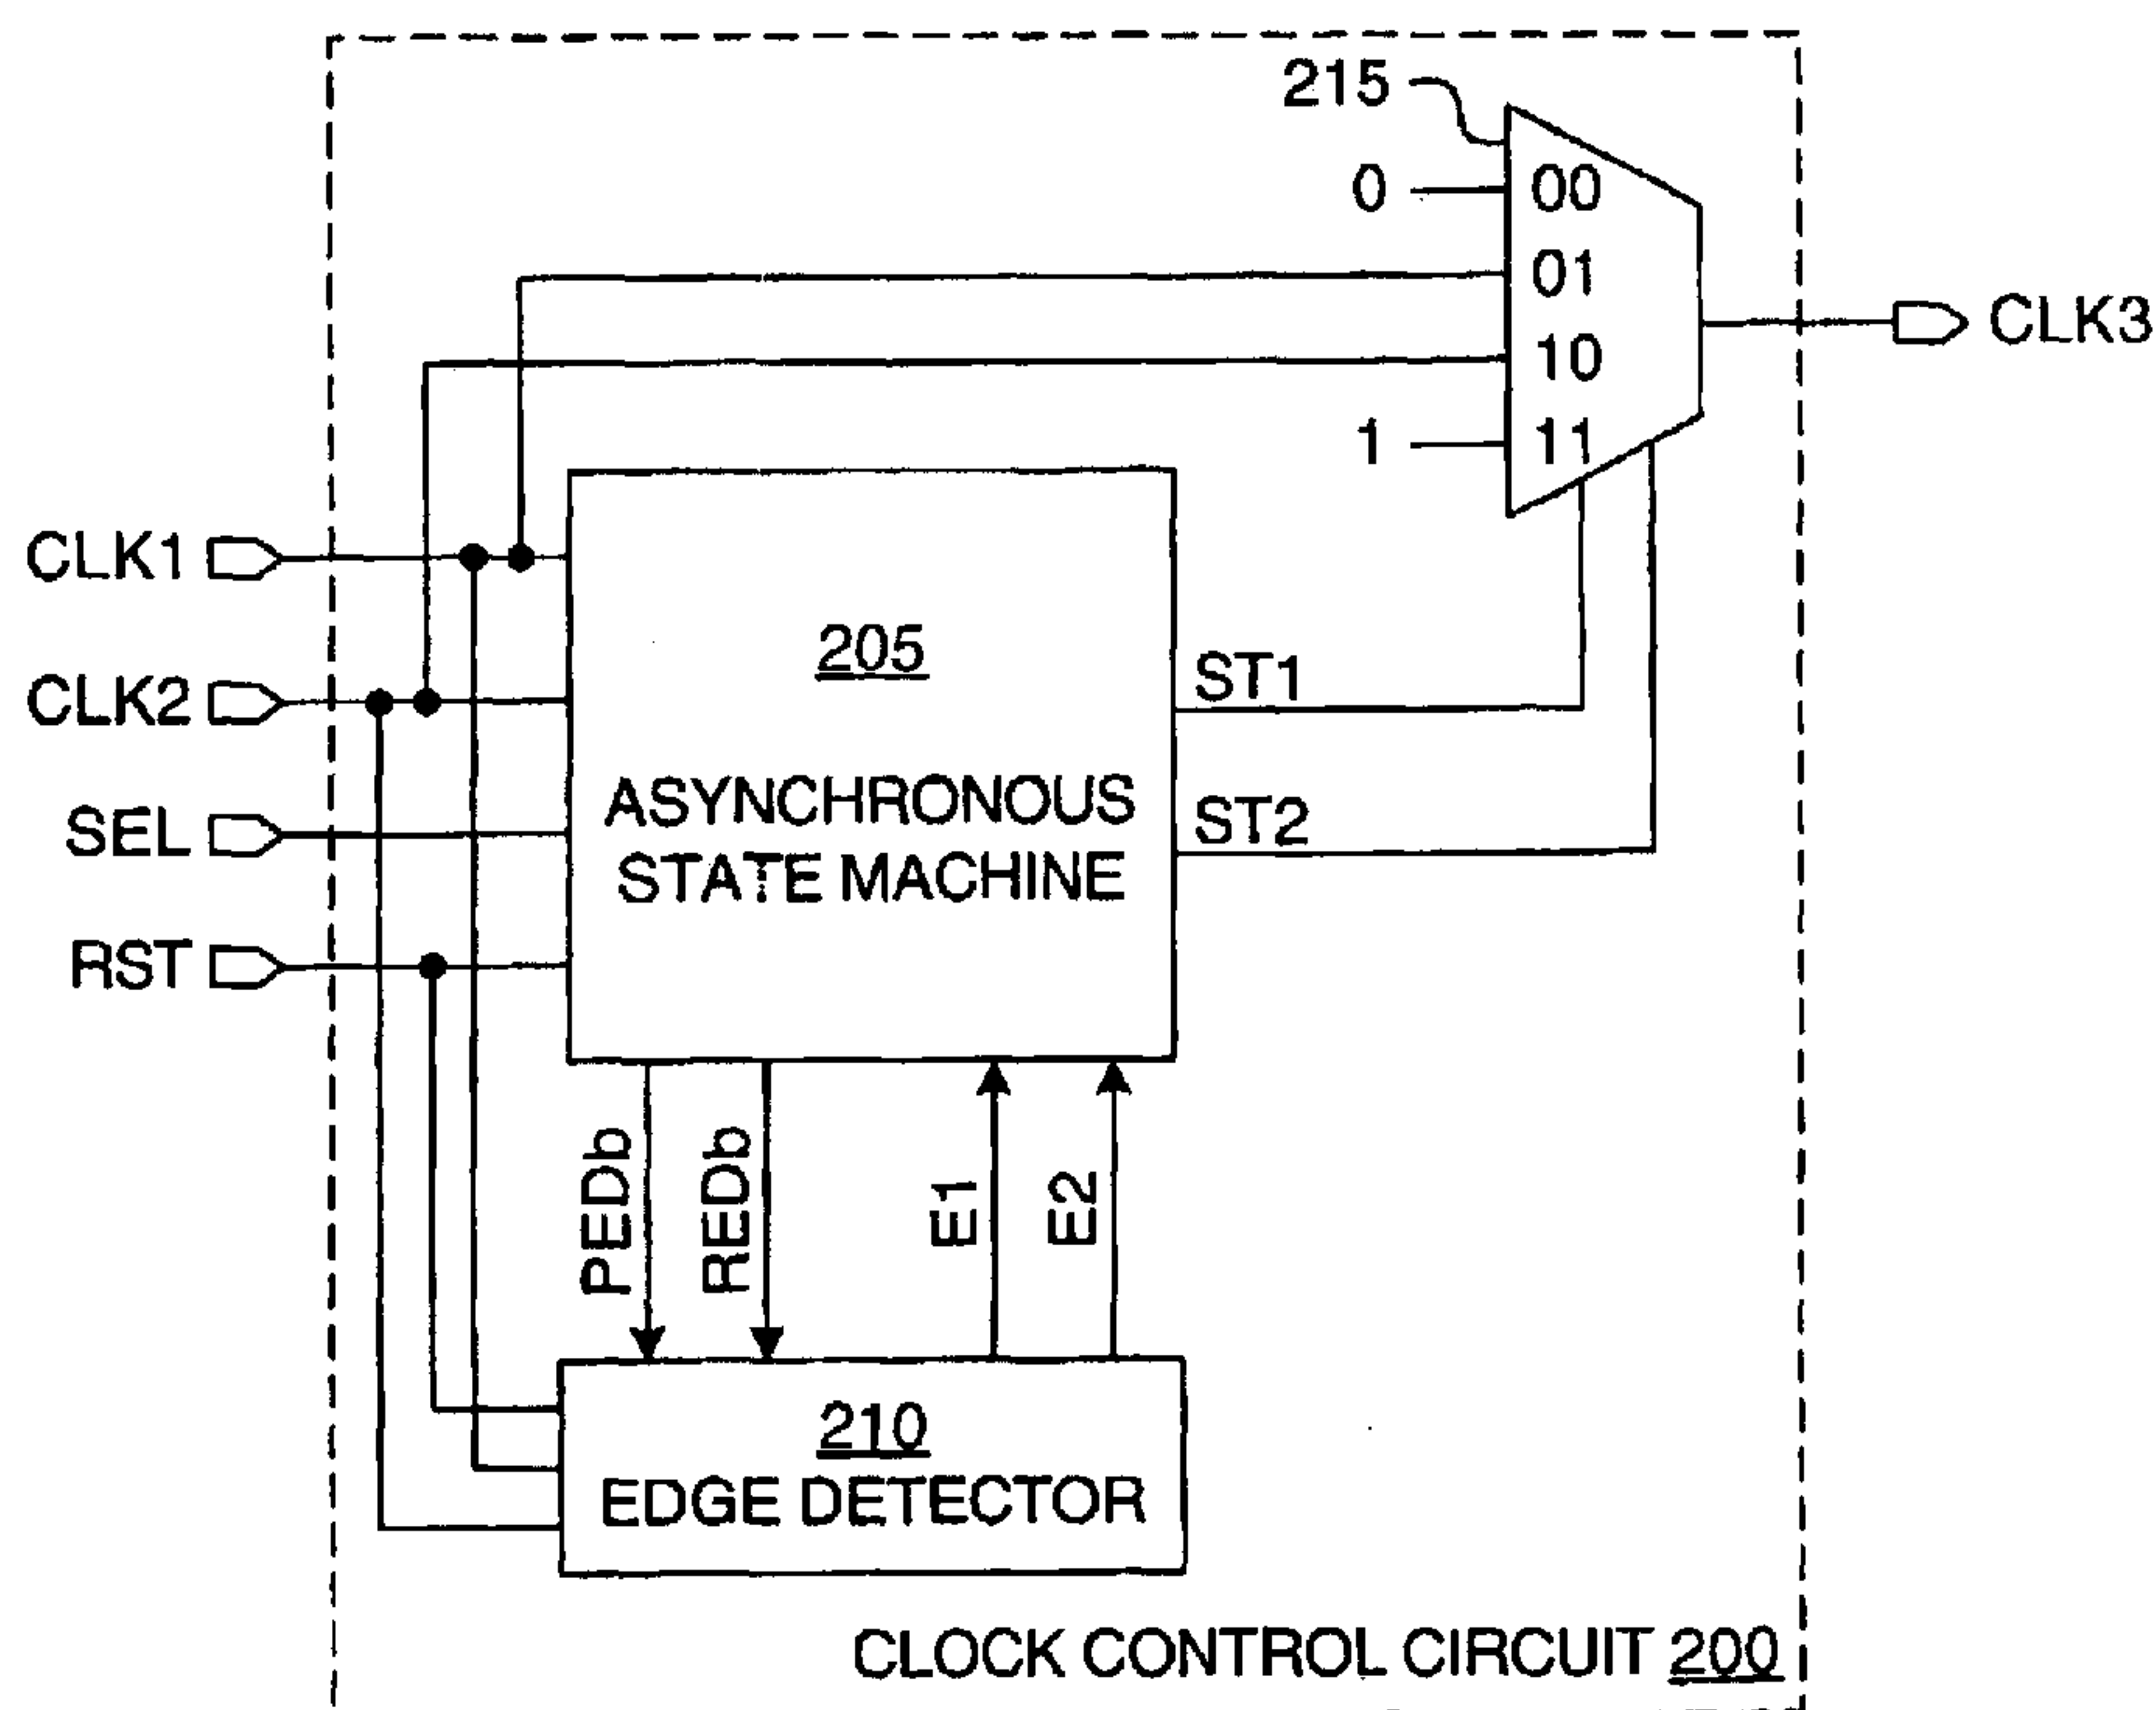 215
0
00
01
10
1
11
CLK3
CLK1
CLK2
SEL
RST
205
ASYNCHRONOUS
STATE MACHINE
ST1
ST2
PEDb
REDb
E1
E2
210
EDGE DETECTOR
CLOCK CONTROL CIRCUIT 200